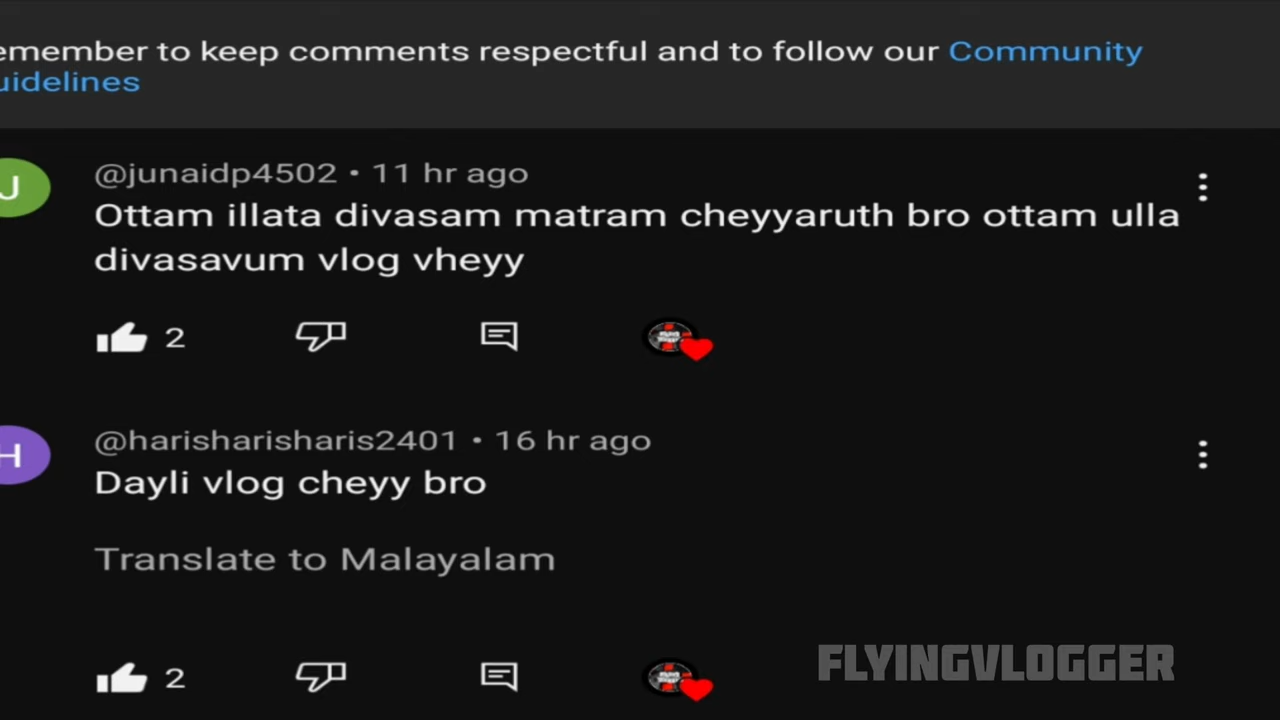 emember to keep comments respectful and to follow our Community
uidelines
J
@junaidp4502 • 11 hr ago
Ottam illata divasam matram cheyyaruth bro ottam ulla
divasavum vlog vheyy
2
H
@harisharisharis2401 • 16 hr ago
Dayli vlog cheyy bro
Translate to Malayalam
2
FLYINGVLOGGER